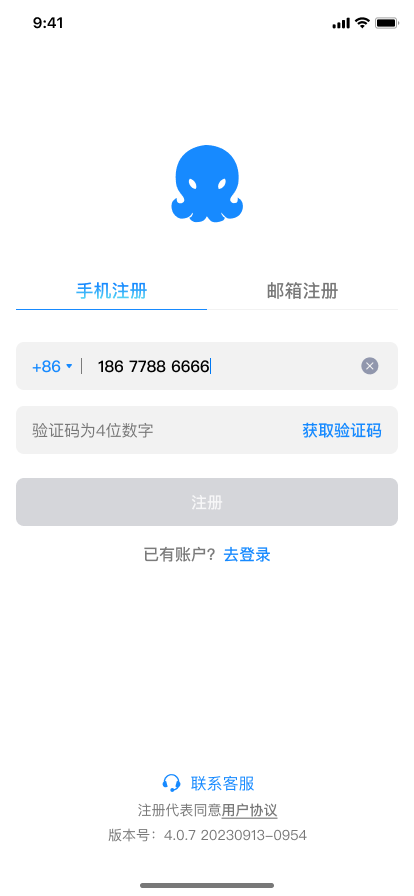 9:41
手机注册 邮箱注册
+86 186 7788 6666
验证码为4位数字 获取验证码
注册
已有账户? 去登录
联系客服
注册代表同意用户协议
版本号：4.0.7 20230913-0954